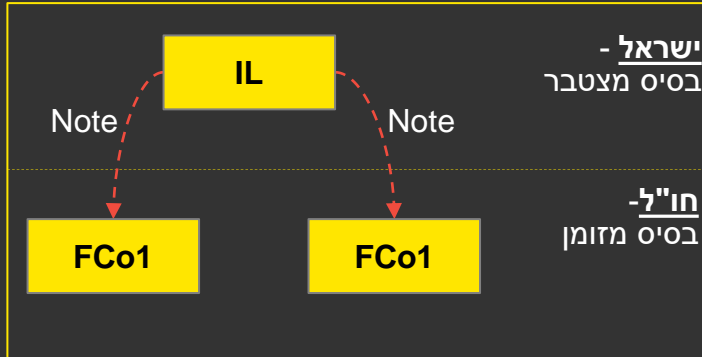 IL
ישראל -
בסיס מצטבר
Note
Note
חו"ל-
בסיס מזומן
FCo1
FCo1